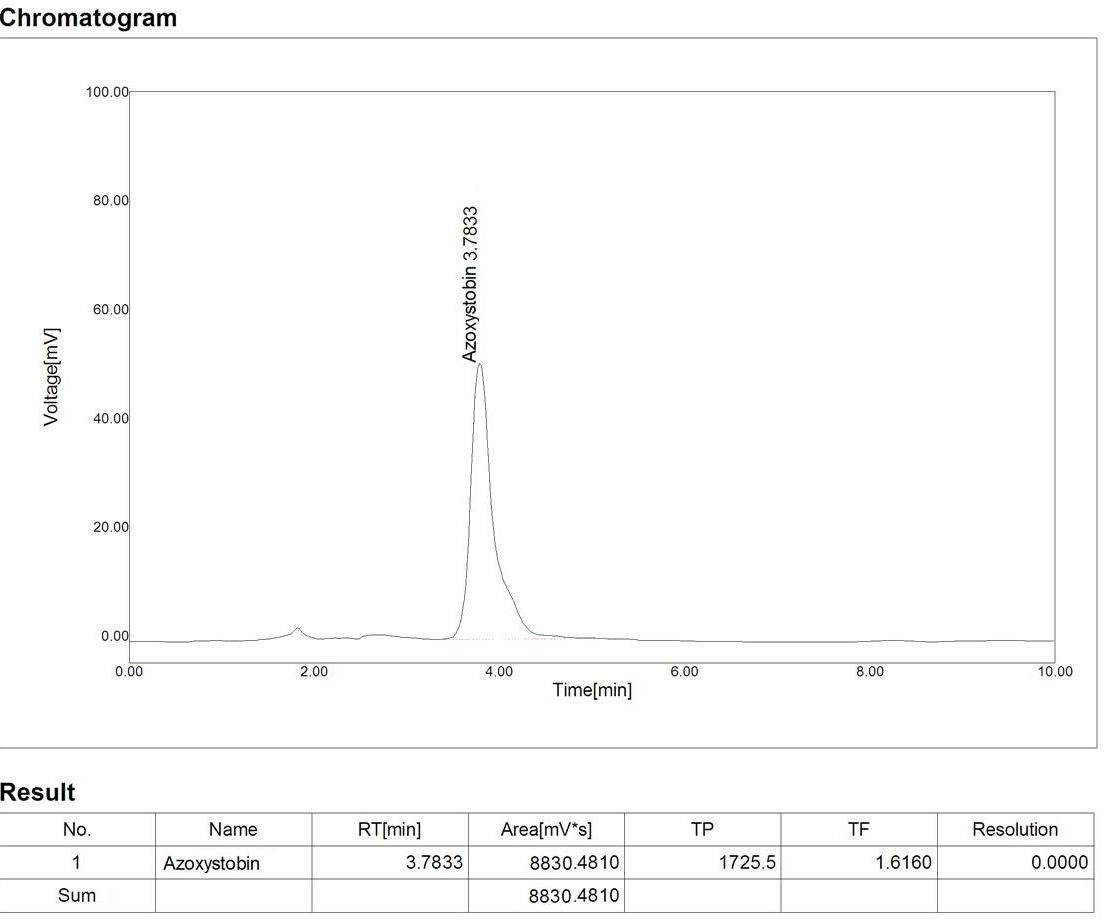 Chromatogram
100.00
80.00
60.00
40.00
20.00
0.00
Voltage[mV]
Azoxystobin 3.7833
0.00 2.00 4.00 6.00 8.00 10.00
Time[min]
Result
No. Name RT[min] Area[mV*s] TP TF Resolution
1 Azoxystobin 3.7833 8830.4810 1725.5 1.6160 0.0000
Sum 8830.4810